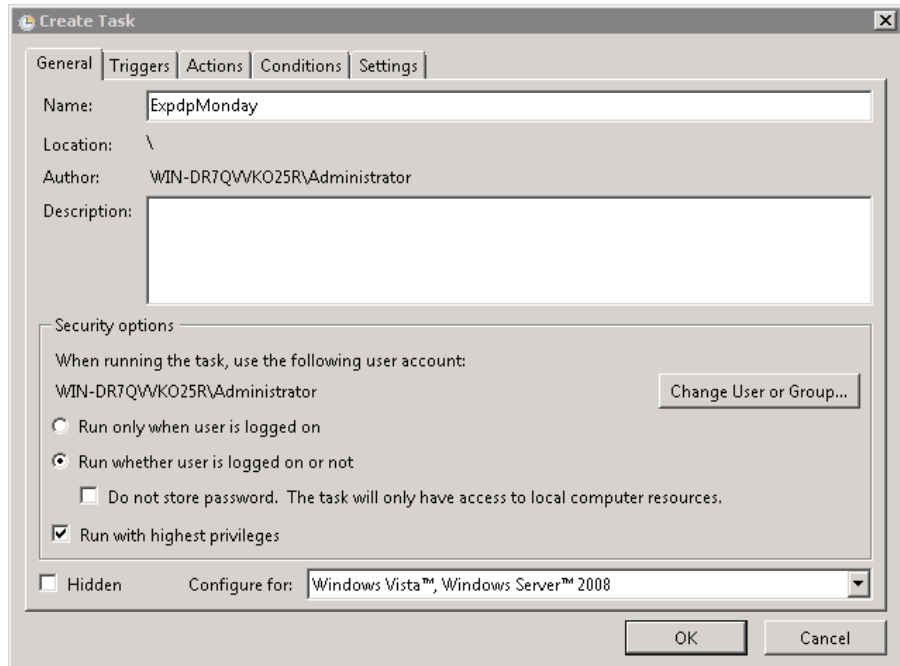 Create Task
General Triggers Actions Conditions Settings
Name: ExpdpMonday
Location: \
Author: WIN-DR7QVVKO25R\Administrator
Description:
Security options
When running the task, use the following user account:
WIN-DR7QVVKO25R\Administrator Change User or Group...
Run only when user is logged on
Run whether user is logged on or not
Do not store password. The task will only have access to local computer resources.
Run with highest privileges
Hidden Configure for: Windows Vista™, Windows Server™ 2008
OK Cancel